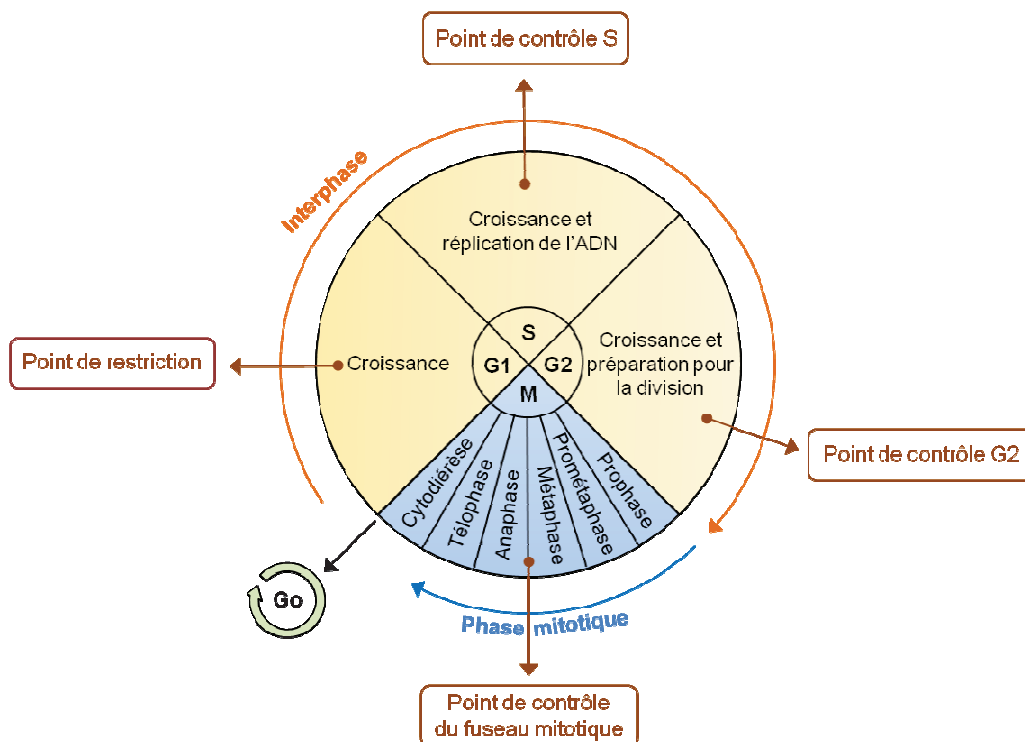 Point de contrôle S
Interphase
Croissance et
réplication de l'ADN
S
G1
G2
M
Croissance
Croissance et
préparation pour
la division
Point de restriction
Point de contrôle G2
Cytodiérèse
Télophase
Anaphase
Métaphase
Prométaphase
Prophase
Go
Phase mitotique
Point de contrôle
du fuseau mitotique